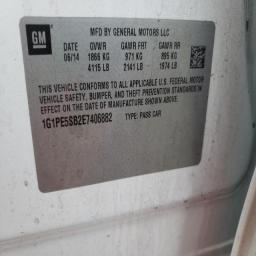 GM
MFD BY GENERAL MOTORS LLC
DATE GVWR GAWR FRT GAWR RR
06/14 1866 KG 971 KG 895 KG
4115 LB 2141 LB 1974 LB
THIS VEHICLE CONFORMS TO ALL APPLICABLE U.S. FEDERAL MOTOR
VEHICLE SAFETY, BUMPER, AND THEFT PREVENTION STANDARDS IN
EFFECT ON THE DATE OF MANUFACTURE SHOWN ABOVE.
1G1PE5SB2E7406882
TYPE: PASS CAR